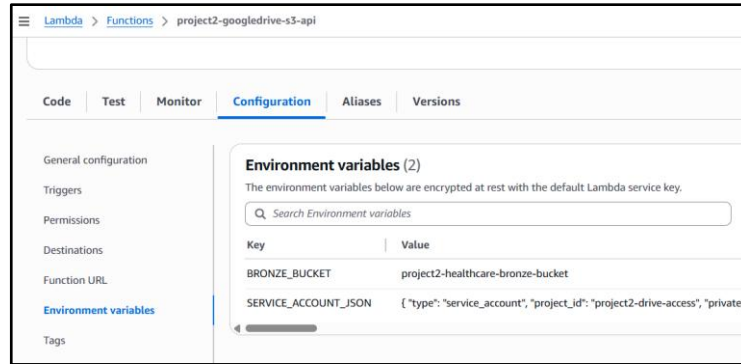 Lambda > Functions > project2-googledrive-s3-api
Code Test Monitor Configuration Aliases Versions
General configuration
Triggers
Permissions
Destinations
Function URL
Environment variables
Tags
Environment variables (2)
The environment variables below are encrypted at rest with the default Lambda service key.
Search Environment variables
Key Value
BRONZE_BUCKET project2-healthcare-bronze-bucket
SERVICE_ACCOUNT_JSON { "type": "service_account", "project_id": "project2-drive-access", "private